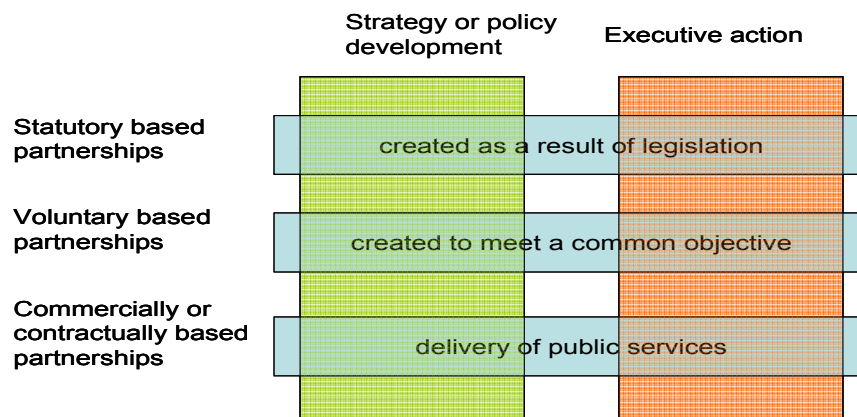 Strategy or policy
development
Executive action
Statutory based
partnerships
created as a result of legislation
Voluntary based
partnerships
created to meet a common objective
Commercially or
contractually based
partnerships
delivery of public services